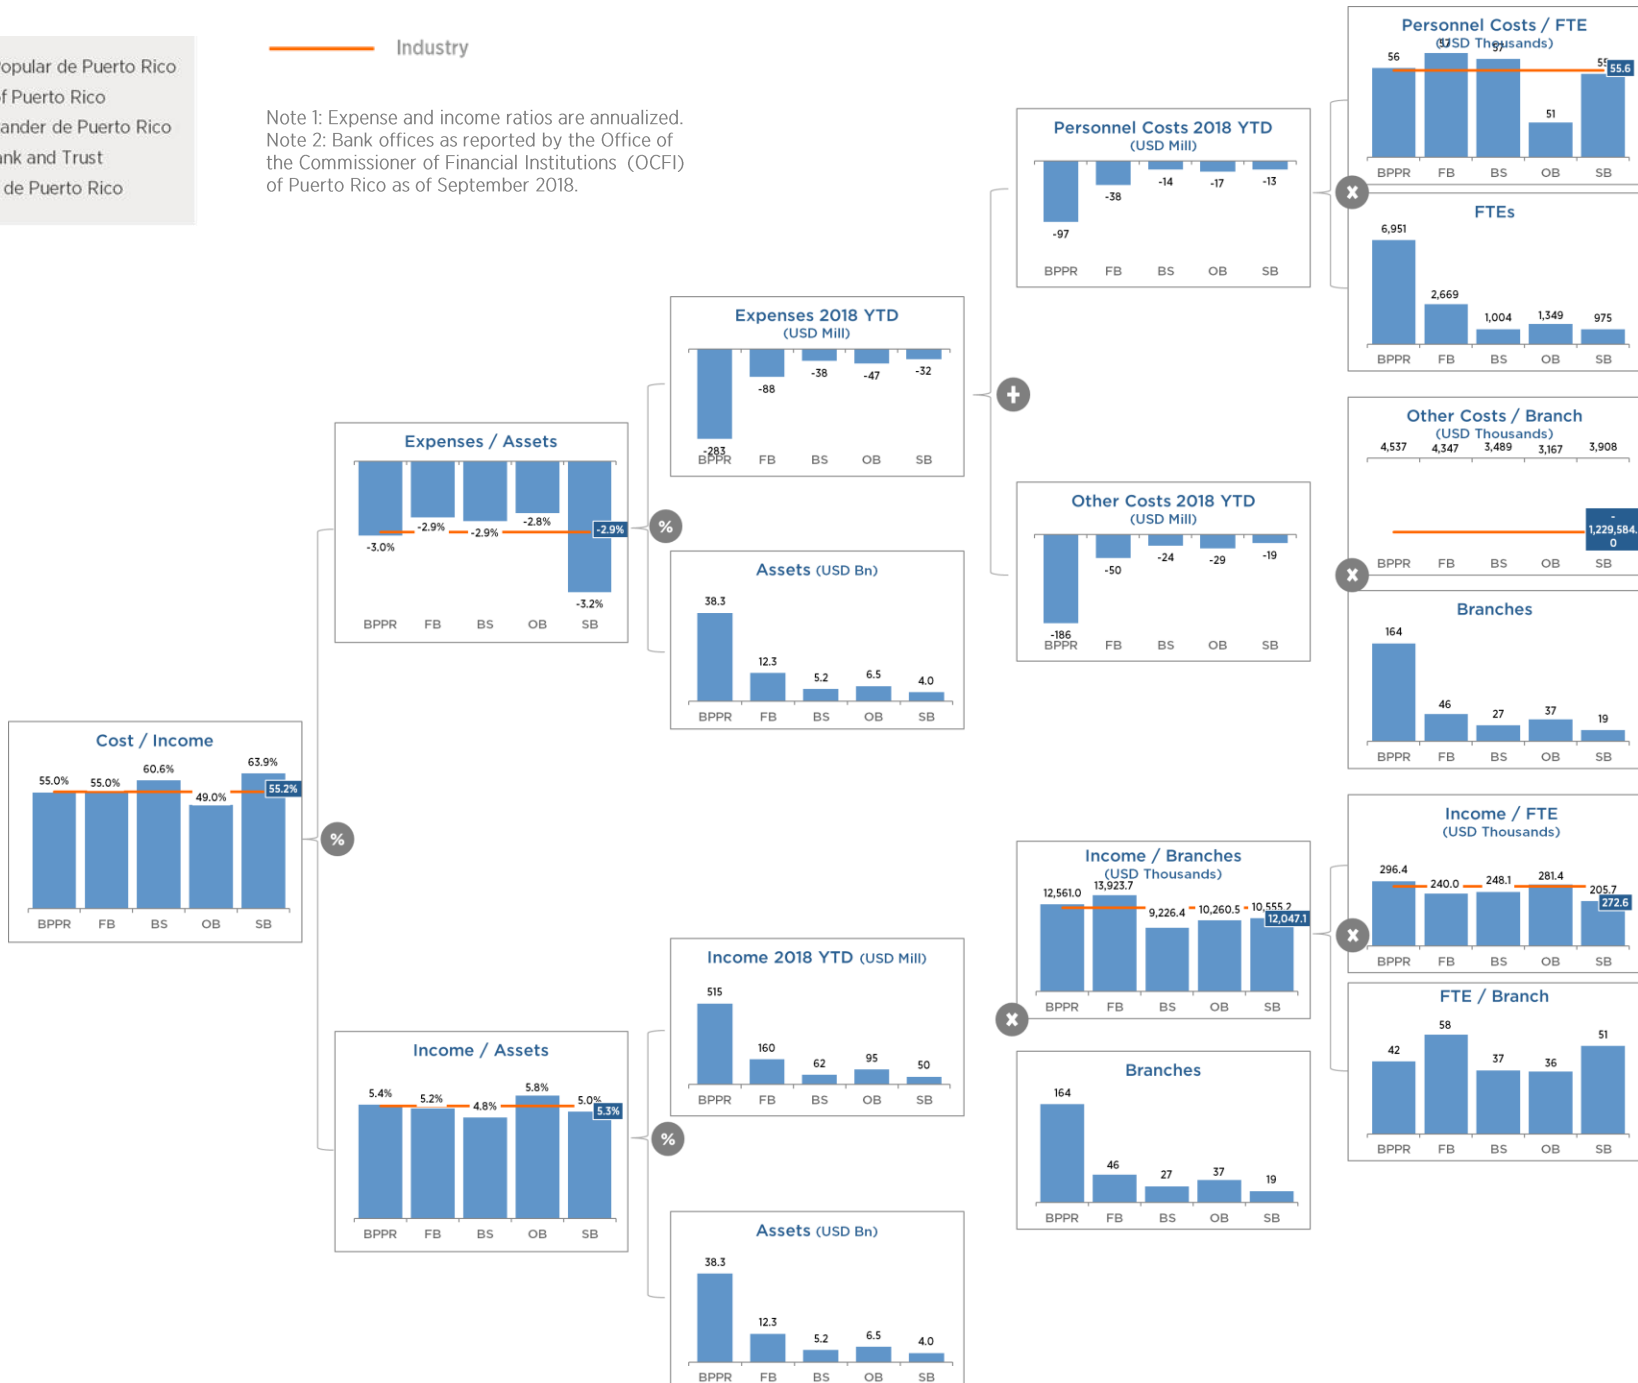 opular de Puerto Rico
f Puerto Rico
ander de Puerto Rico
ank and Trust
de Puerto Rico
Industry
Note 1: Expense and income ratios are annualized.
Note 2: Bank offices as reported by the Office of
the Commissioner of Financial Institutions (OCFI)
of Puerto Rico as of September 2018.
Cost / Income
55.0% 55.0% 60.6% 49.0% 63.9%
55.2%
BPPR FB BS OB SB
%
Expenses / Assets
-3.0% -2.9% -2.9% -2.8% -3.2%
-2.9%
BPPR FB BS OB SB
%
Income / Assets
5.4% 5.2% 4.8% 5.8% 5.0%
5.3%
BPPR FB BS OB SB
%
Expenses 2018 YTD
(USD Mill)
-283 -88 -38 -47 -32
BPPR FB BS OB SB
Assets (USD Bn)
38.3 12.3 5.2 6.5 4.0
BPPR FB BS OB SB
Income 2018 YTD (USD Mill)
515 160 62 95 50
BPPR FB BS OB SB
Assets (USD Bn)
38.3 12.3 5.2 6.5 4.0
BPPR FB BS OB SB
+
Personnel Costs 2018 YTD
(USD Mill)
-97 -38 -14 -17 -13
BPPR FB BS OB SB
x
Other Costs 2018 YTD
(USD Mill)
-186 -50 -24 -29 -19
BPPR FB BS OB SB
x
Income / Branches
(USD Thousands)
12,561.0 13,923.7 9,226.4 10,260.5 10,555.2
12,047.1
BPPR FB BS OB SB
x
Branches
164 46 27 37 19
BPPR FB BS OB SB
Personnel Costs / FTE
(USD Thousands)
56 57 57 51 55
55.6
BPPR FB BS OB SB
FTEs
6,951 2,669 1,004 1,349 975
BPPR FB BS OB SB
Other Costs / Branch
(USD Thousands)
4,537 4,347 3,489 3,167 3,908
-
1,229,584.
0
BPPR FB BS OB SB
Branches
164 46 27 37 19
BPPR FB BS OB SB
Income / FTE
(USD Thousands)
296.4 240.0 248.1 281.4 205.7
272.6
BPPR FB BS OB SB
x
FTE / Branch
42 58 37 36 51
BPPR FB BS OB SB